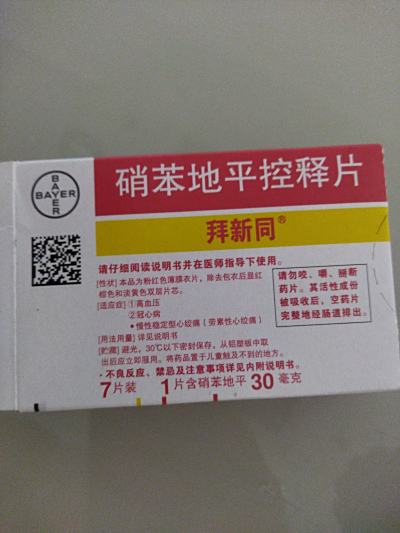 BAYER
BAYER
硝苯地平控释片
拜新同®
请仔细阅读说明书并在医师指导下使用。
[性状] 本品为粉红色薄膜衣片，除去包衣后显红
棕色和淡黄色双层片芯。
[适应症] ①高血压
②冠心病
• 慢性稳定型心绞痛（劳累性心绞痛）
[用法用量] 详见说明书
[贮藏] 避光，30℃以下密封保存，从铝塑板中取
出后应立即服用。将药品置于儿童触及不到的地方。
• 不良反应、禁忌及注意事项详见内附说明书。
7片装 1片含硝苯地平 30 毫克
请勿咬、嚼、掰断
药片。其活性成份
被吸收后，空药片
完整地经肠道排出。